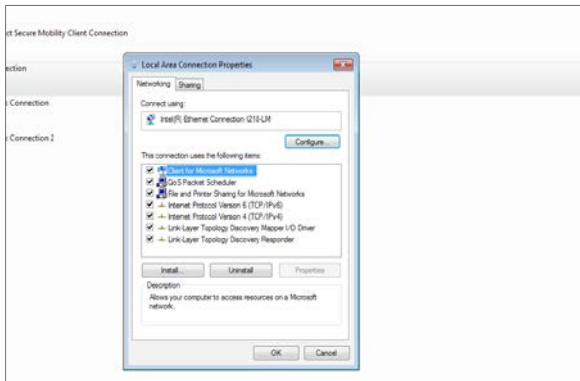 ct Secure Mobility Client Connection
ection
Connection
Connection 2
Local Area Connection Properties
Networking
Sharing
Connect using:
Intel(R) Ethernet Connection I218-LM
Configure...
This connection uses the following items:
Client for Microsoft Networks
QoS Packet Scheduler
File and Printer Sharing for Microsoft Networks
Internet Protocol Version 6 (TCP/IPv6)
Internet Protocol Version 4 (TCP/IPv4)
Link-Layer Topology Discovery Mapper I/O Driver
Link-Layer Topology Discovery Responder
Install...
Uninstall
Properties
Description
Allows your computer to access resources on a Microsoft
network.
OK
Cancel